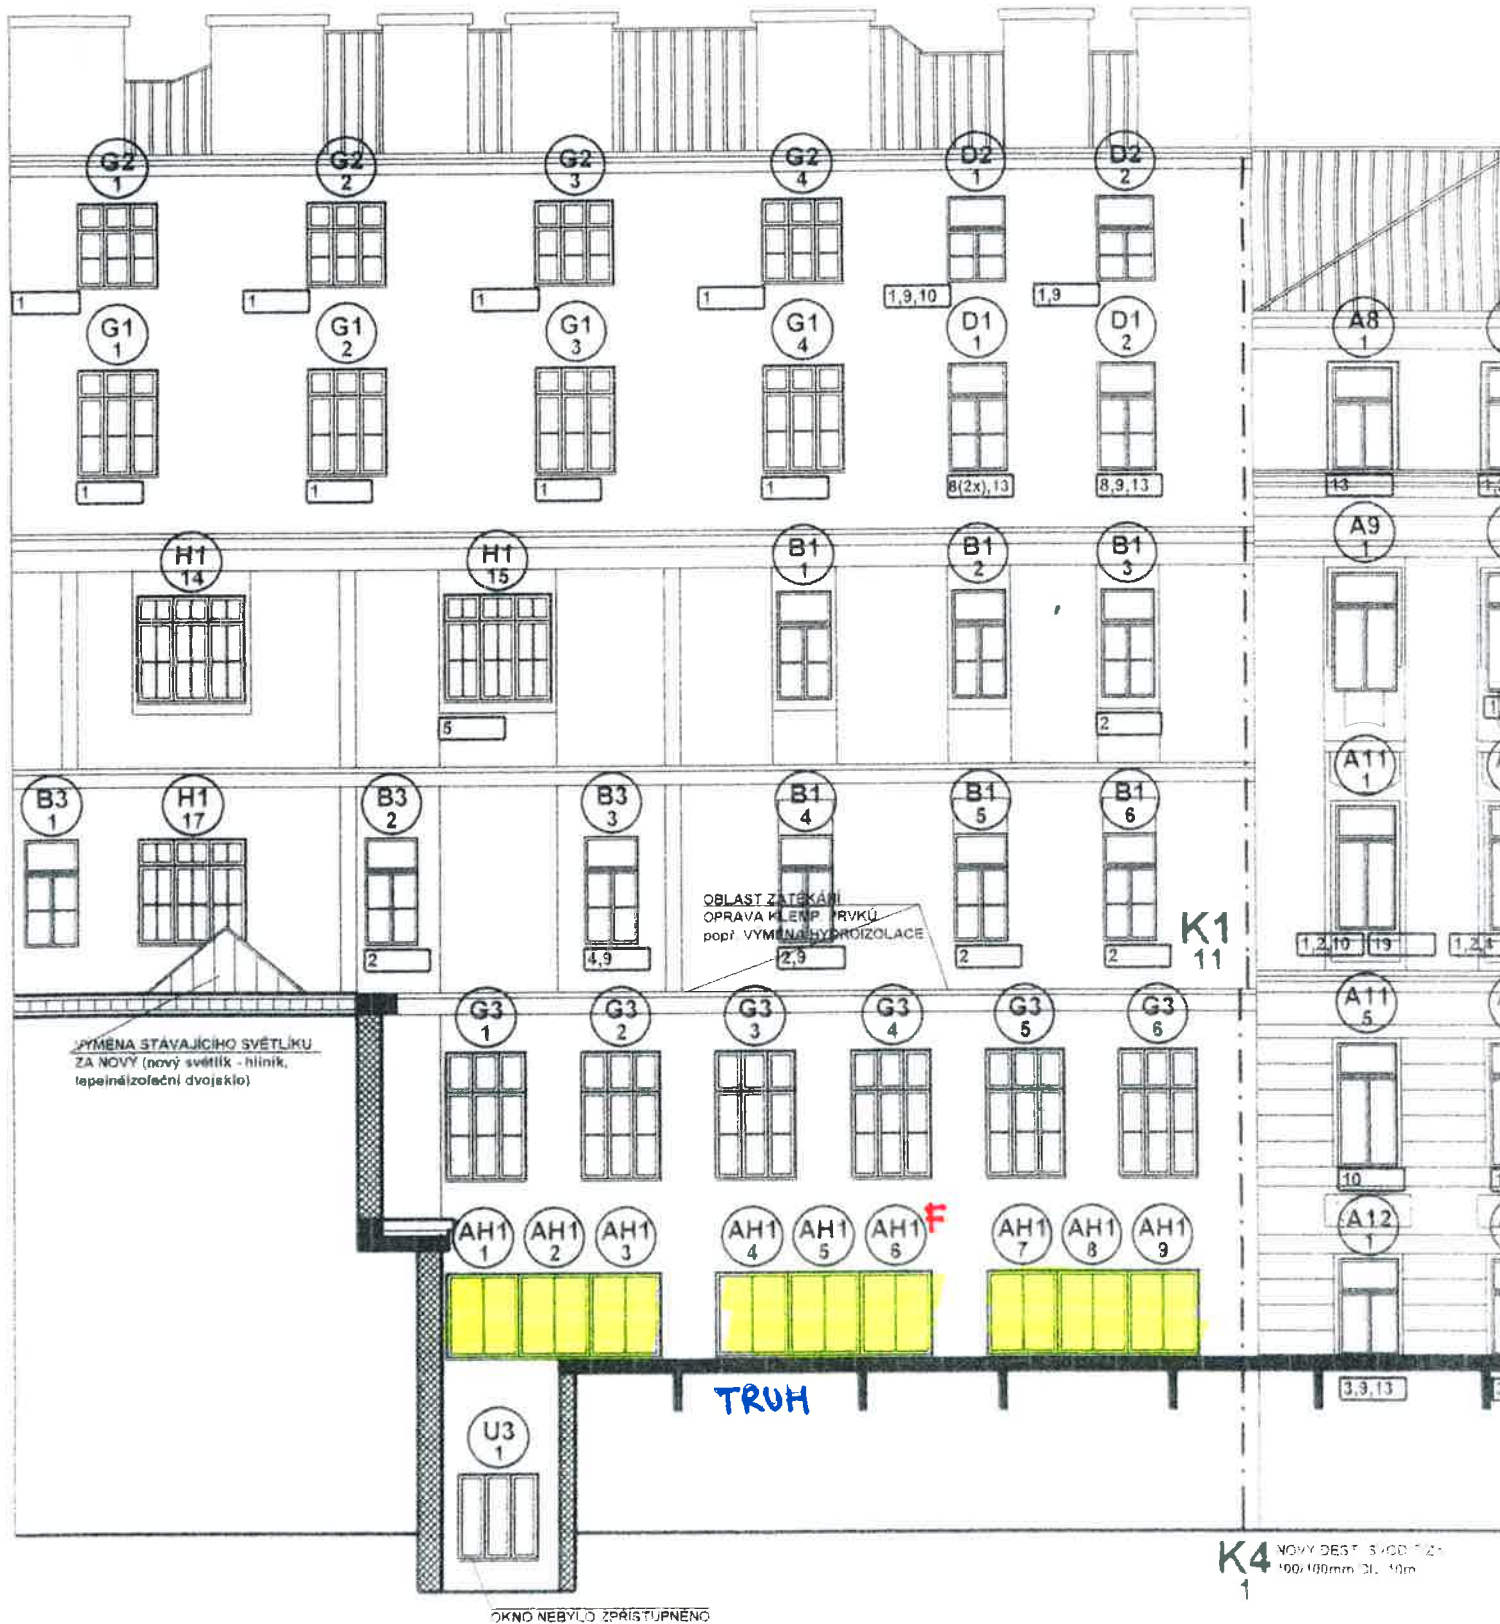 G2 G2 G2 G2 D2 D2
1 2 3 4 1 2
1 1 1 1 1,9,10 1,9
G1 G1 G1 G1 D1 D1 A8
1 2 3 4 1 2 1
1 1 1 1 8(2x),13 8,9,13 13
H1 H1 B1 B1 B1 A9
14 15 1 2 3 1
5 2
B3 H1 B3 B3 B1 B1 B1 A11
1 17 2 3 4 5 6 1
OBLAST ZATÉKÁNÍ
OPRAVA KLEMP. PRVKŮ
popř. VÝMĚNA HYDROIZOLACE
K1
11
2 4,9 2,9 2 2 1,2,10 19
G3 G3 G3 G3 G3 G3 A11
1 2 3 4 5 6 5
VÝMĚNA STÁVAJÍCÍHO SVĚTLÍKU
ZA NOVÝ (nový světlík - hliník,
tepelněizolační dvojsklo)
10
AH1 AH1 AH1 AH1 AH1 AH1 F AH1 AH1 AH1 A12
1 2 3 4 5 6 7 8 9 1
TRUH
3,9,13
U3
1
K4 NOVÝ DEŠŤ. SVOD
1
100/100mm DL. 10m
OKNO NEBYLO ZPŘÍSTUPNĚNO